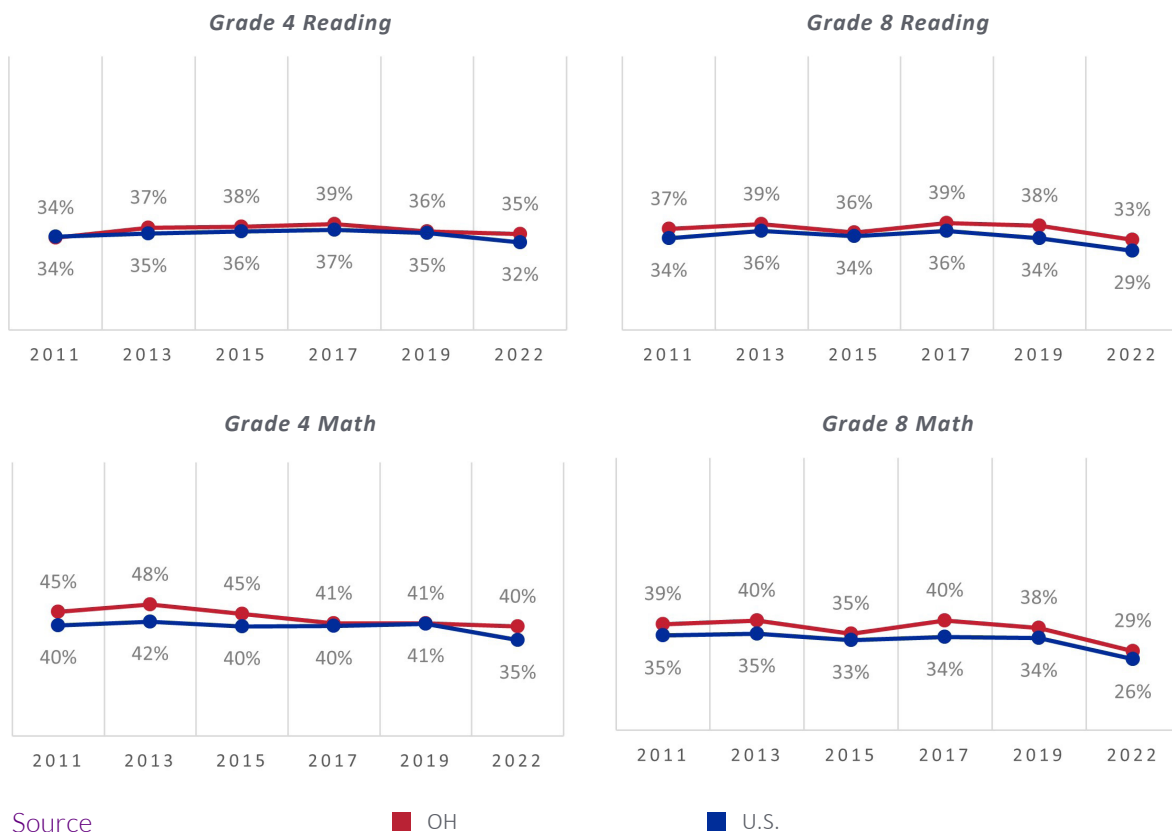 Grade 4 Reading
34% 37% 38% 39% 36% 35%
34% 35% 36% 37% 35% 32%
2011 2013 2015 2017 2019 2022
Grade 8 Reading
37% 39% 36% 39% 38% 33%
34% 36% 34% 36% 34% 29%
2011 2013 2015 2017 2019 2022
Grade 4 Math
45% 48% 45% 41% 41% 40%
40% 42% 40% 40% 41% 35%
2011 2013 2015 2017 2019 2022
Grade 8 Math
39% 40% 35% 40% 38% 29%
35% 35% 33% 34% 34% 26%
2011 2013 2015 2017 2019 2022
Source OH U.S.